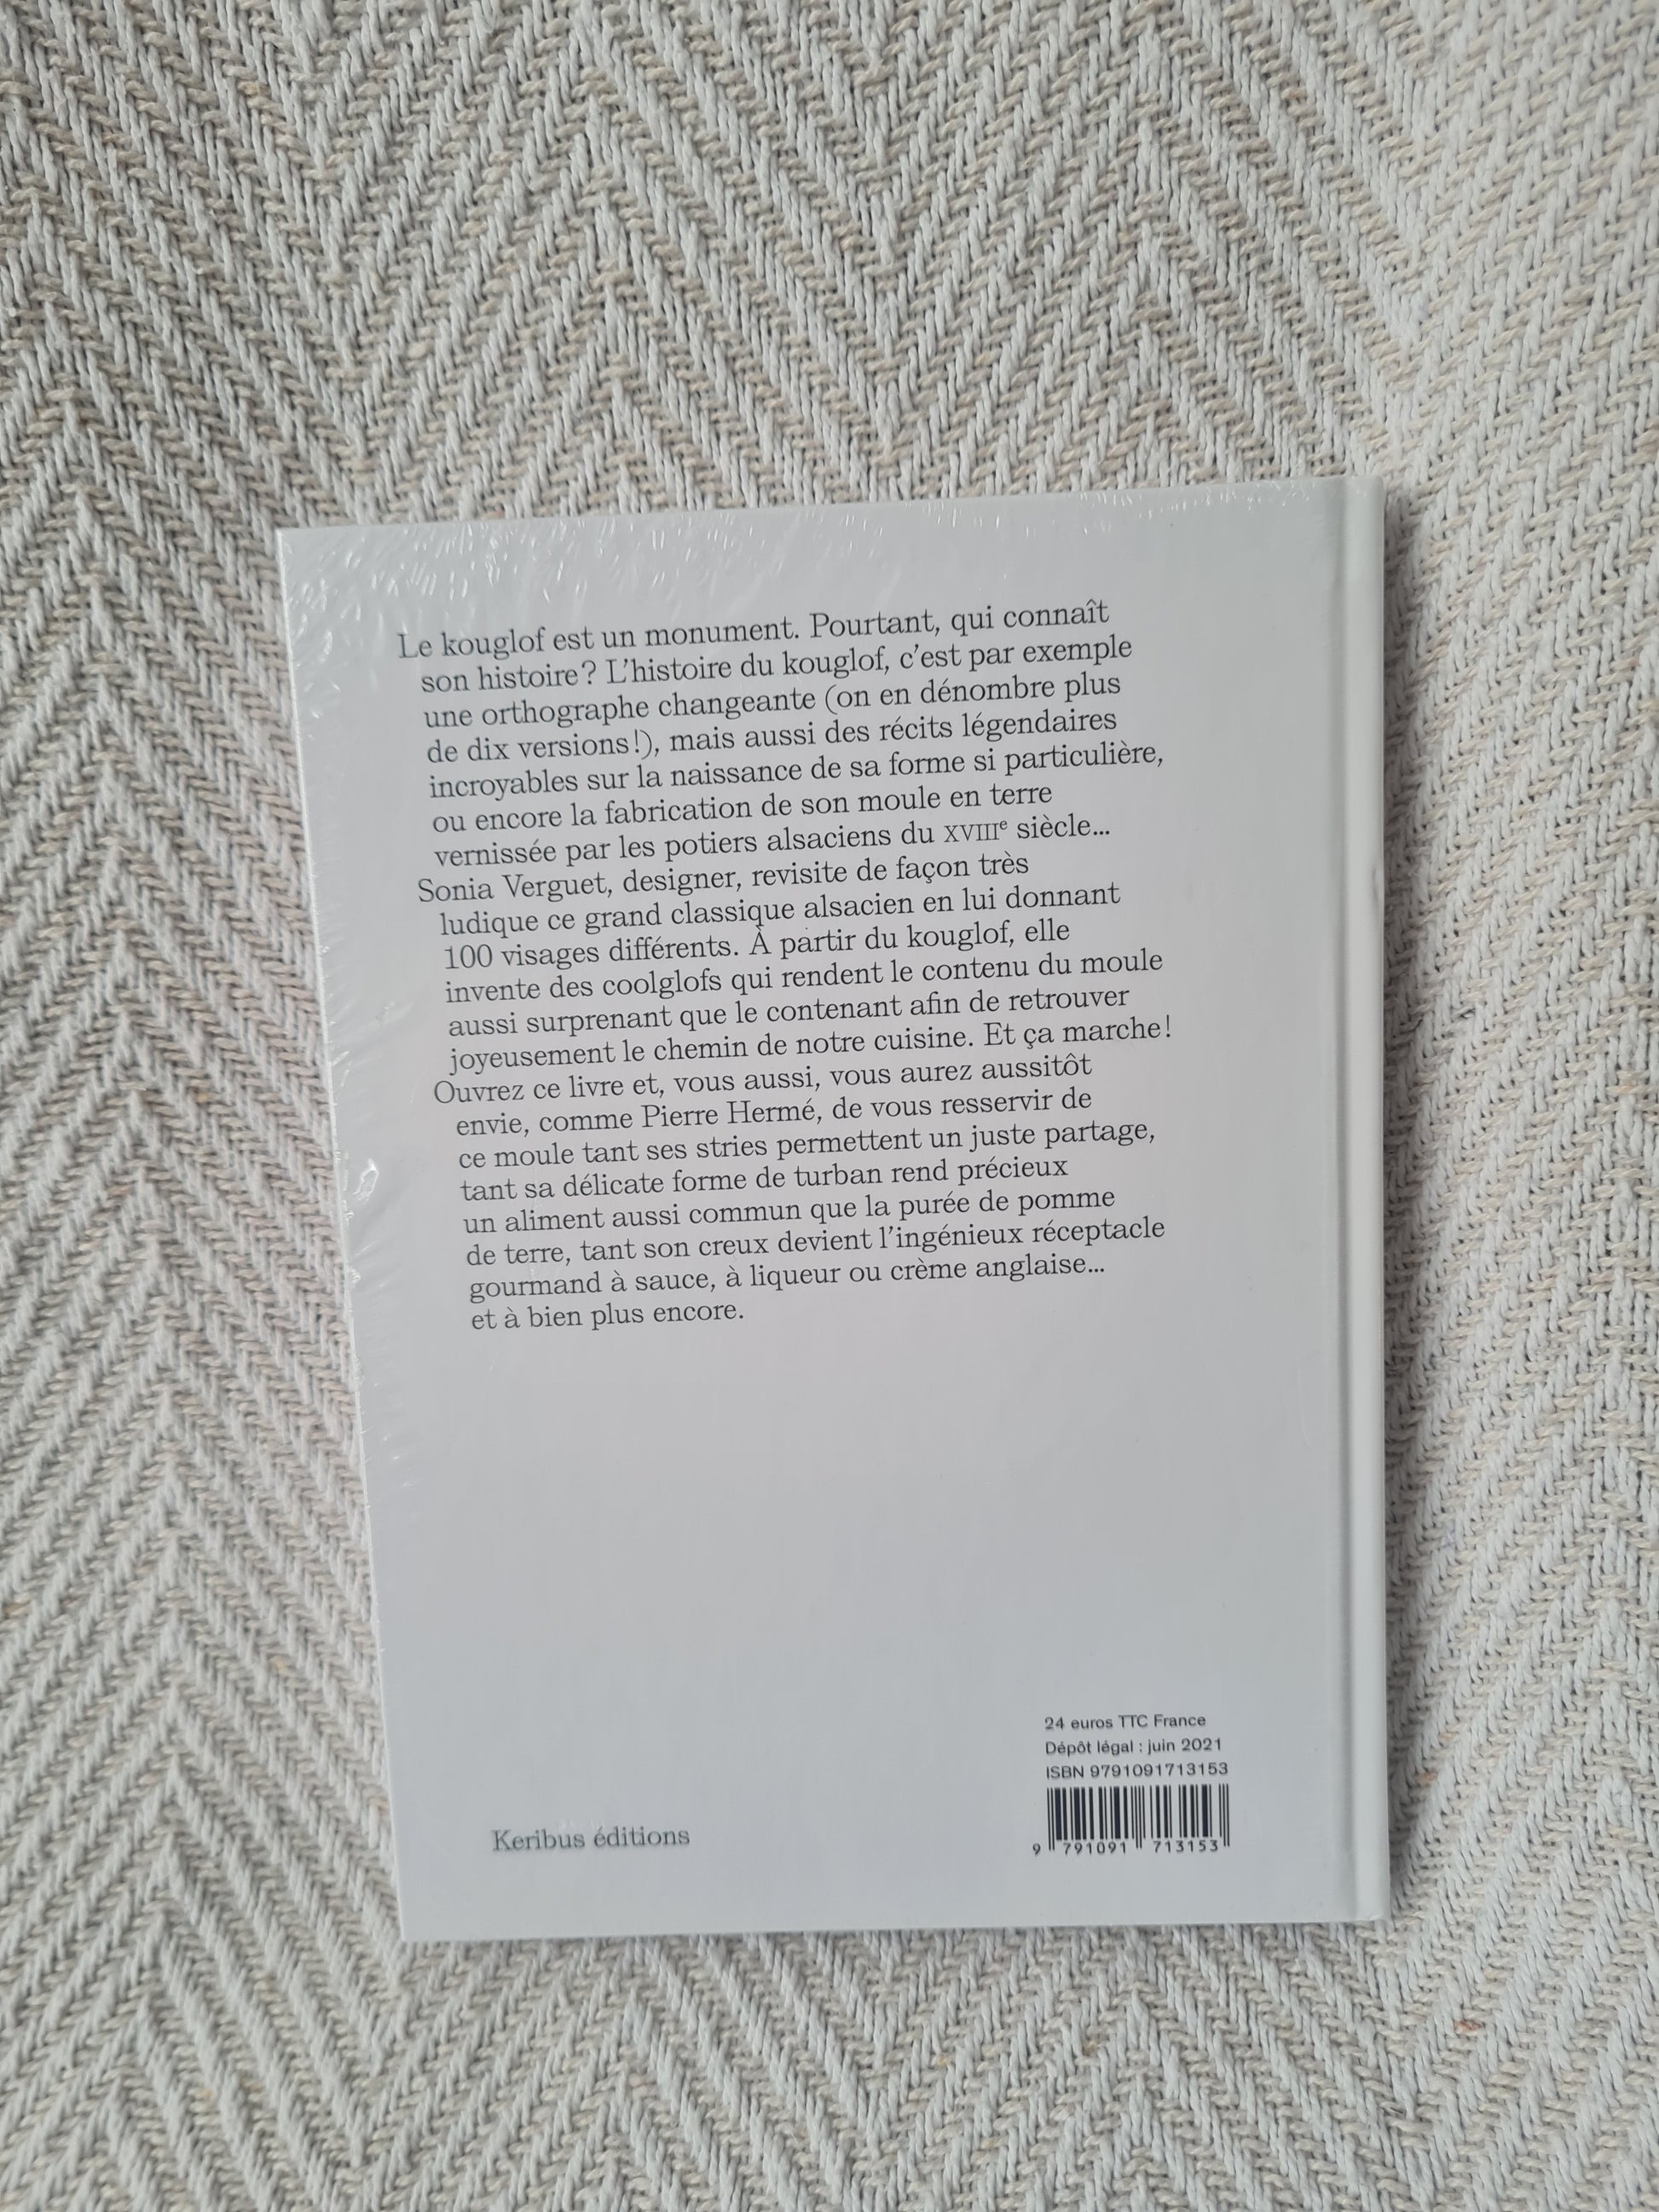 Le kouglof est un monument. Pourtant, qui connaît
son histoire? L'histoire du kouglof, c'est par exemple
une orthographe changeante (on en dénombre plus
de dix versions!), mais aussi des récits légendaires
incroyables sur la naissance de sa forme si particulière,
ou encore la fabrication de son moule en terre
vernissée par les potiers alsaciens du XVIIIe siècle...
Sonia Verguet, designer, revisite de façon très
ludique ce grand classique alsacien en lui donnant
100 visages différents. À partir du kouglof, elle
invente des coolglofs qui rendent le contenu du moule
aussi surprenant que le contenant afin de retrouver
joyeusement le chemin de notre cuisine. Et ça marche!
Ouvrez ce livre et, vous aussi, vous aurez aussitôt
envie, comme Pierre Hermé, de vous resservir de
ce moule tant ses stries permettent un juste partage,
tant sa délicate forme de turban rend précieux
un aliment aussi commun que la purée de pomme
de terre, tant son creux devient l'ingénieux réceptacle
gourmand à sauce, à liqueur ou crème anglaise...
et à bien plus encore.
24 euros TTC France
Dépôt légal : juin 2021
ISBN 9791091713153
Keribus éditions
9 791091 713153